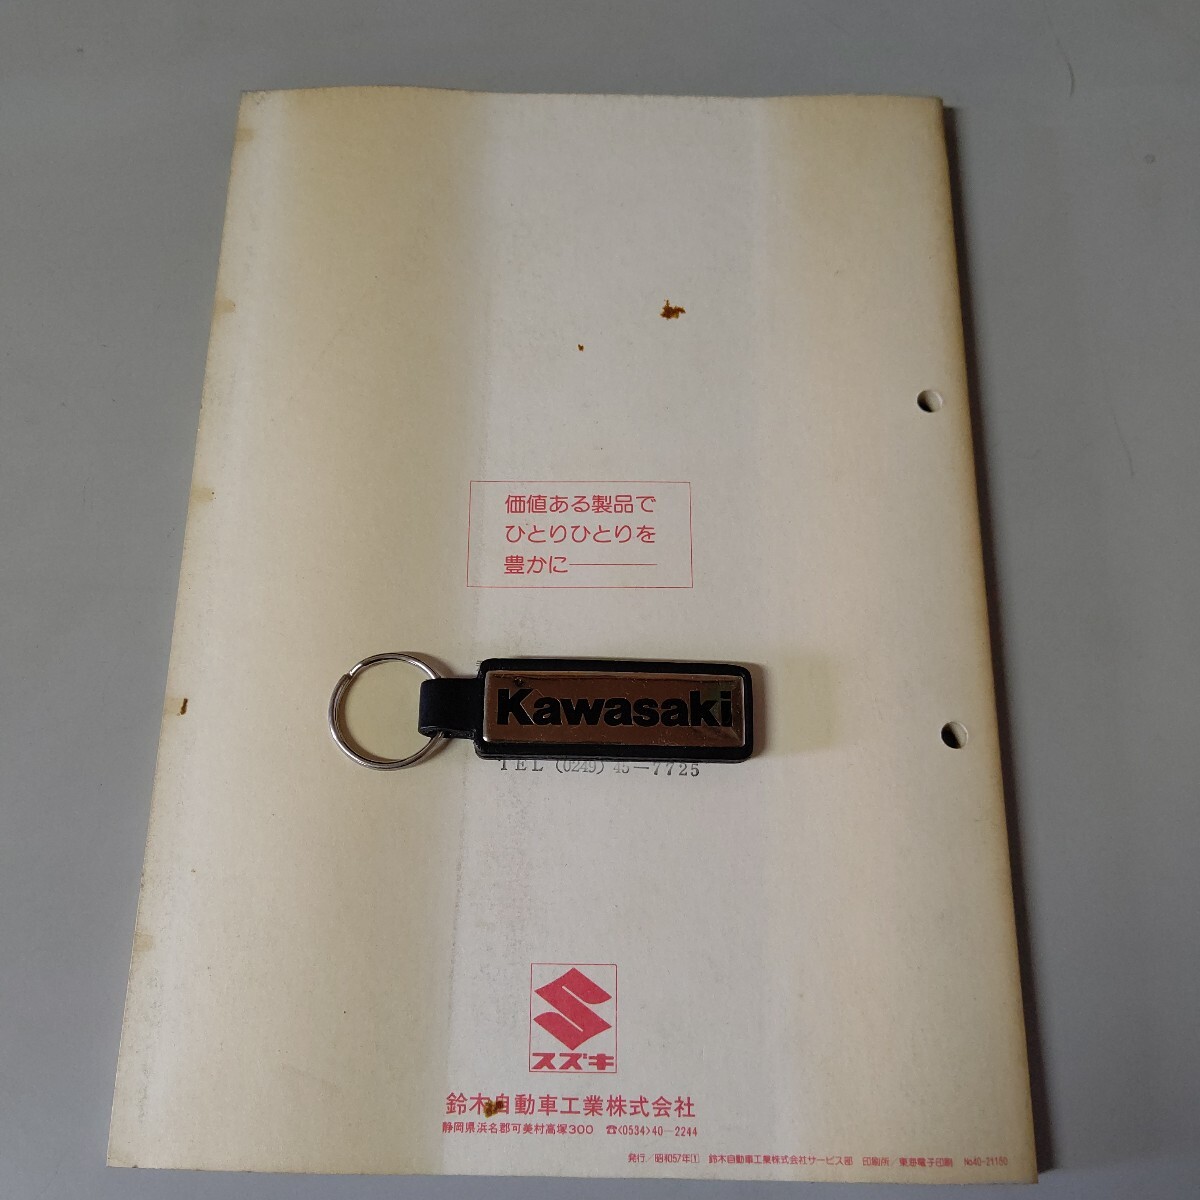 価値ある製品で
ひとりひとりを
豊かに――――
Kawasaki
TEL (0249) 45－7725
スズキ
鈴木自動車工業株式会社
静岡県浜名郡可美村高塚300 ☎<0534>40－2244
発行／昭和57年① 鈴木自動車工業株式会社サービス部 印刷所／東海電子印刷 No40-21150